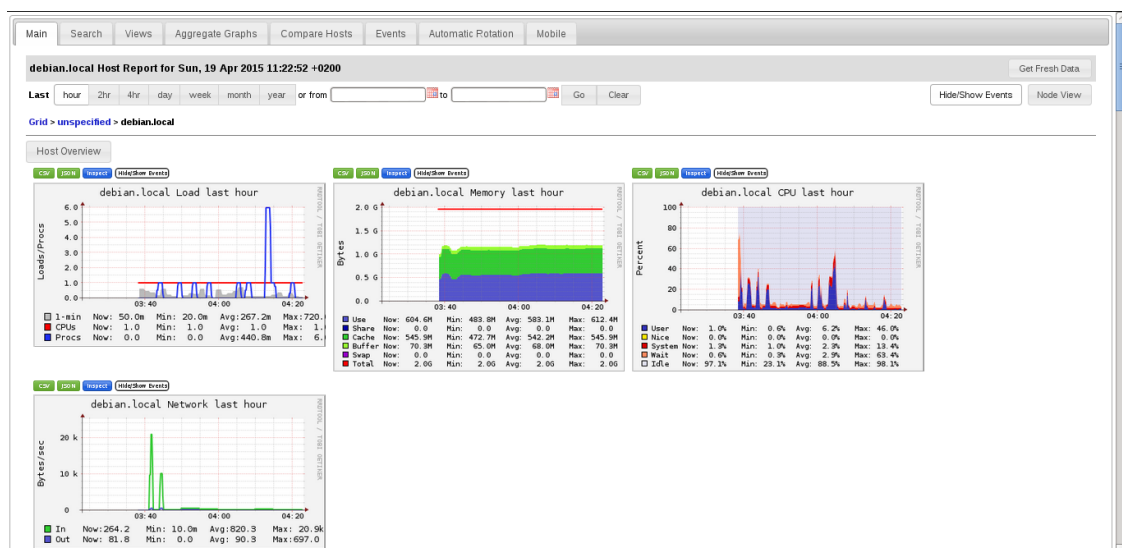 Main Search Views Aggregate Graphs Compare Hosts Events Automatic Rotation Mobile
debian.local Host Report for Sun, 19 Apr 2015 11:22:52 +0200 Get Fresh Data
Last hour 2hr 4hr day week month year or from to Go Clear Hide/Show Events Node View
Grid > unspecified > debian.local
Host Overview
CSV JSON Inspect Hide/Show Events
debian.local Load last hour
RRDTOOL / TOBI OETIKER
Loads/Procs
6.0
5.0
4.0
3.0
2.0
1.0
0.0
03:40 04:00 04:20
1-min Now: 50.0m Min: 20.0m Avg:267.2m Max:720.
CPUs Now: 1.0 Min: 1.0 Avg: 1.0 Max: 1.
Procs Now: 0.0 Min: 0.0 Avg:440.8m Max: 6.
CSV JSON Inspect Hide/Show Events
debian.local Memory last hour
RRDTOOL / TOBI OETIKER
Bytes
2.0 G
1.5 G
1.0 G
0.5 G
0.0
03:40 04:00 04:20
Use Now: 604.6M Min: 483.8M Avg: 583.1M Max: 612.4M
Share Now: 0.0 Min: 0.0 Avg: 0.0 Max: 0.0
Cache Now: 545.9M Min: 472.7M Avg: 542.2M Max: 545.9M
Buffer Now: 70.3M Min: 65.0M Avg: 68.0M Max: 70.3M
Swap Now: 0.0 Min: 0.0 Avg: 0.0 Max: 0.0
Total Now: 2.0G Min: 2.0G Avg: 2.0G Max: 2.0G
CSV JSON Inspect Hide/Show Events
debian.local CPU last hour
RRDTOOL / TOBI OETIKER
Percent
100
80
60
40
20
0
03:40 04:00 04:20
User Now: 1.0% Min: 0.6% Avg: 6.2% Max: 46.0%
Nice Now: 0.0% Min: 0.0% Avg: 0.0% Max: 0.0%
System Now: 1.3% Min: 1.0% Avg: 2.3% Max: 13.4%
Wait Now: 0.6% Min: 0.3% Avg: 2.9% Max: 63.4%
Idle Now: 97.1% Min: 23.1% Avg: 88.5% Max: 98.1%
CSV JSON Inspect Hide/Show Events
debian.local Network last hour
RRDTOOL / TOBI OETIKER
Bytes/sec
20 k
10 k
0
03:40 04:00 04:20
In Now:264.2 Min: 10.0m Avg:820.3 Max: 20.9k
Out Now: 81.8 Min: 0.0 Avg: 90.3 Max:697.0